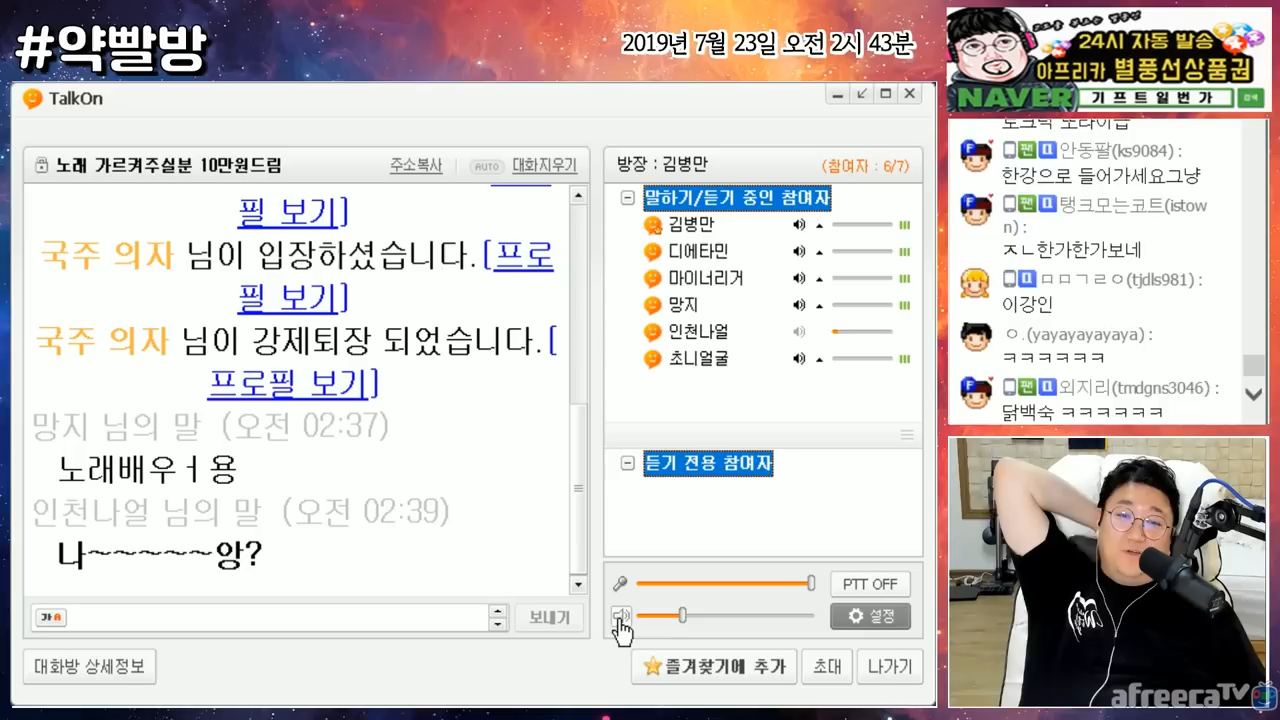 #약빨방
2019년 7월 23일 오전 2시 43분
24시 자동 발송
아프리카 별풍선상품권
NAVER 기프트일번가 검색
TalkOn
노래 가르켜주실분 10만원드림 주소복사 AUTO 대화지우기
필 보기]
국주 의자 님이 입장하셨습니다.[프로
필 보기]
국주 의자 님이 강제퇴장 되었습니다.[
프로필 보기]
망지 님의 말 (오전 02:37)
노래배우ㅓ용
인천나얼 님의 말 (오전 02:39)
나~~~~~앙?
가 보내기
대화방 상세정보
방장 : 김병만 (참여자 : 6/7)
말하기/듣기 중인 참여자
김병만
디에타민
마이너리거
망지
인천나얼
초니얼굴
듣기 전용 참여자
PTT OFF
설정
즐겨찾기에 추가 초대 나가기
팬 안동팔(ks9084) :
한강으로 들어가세요그냥
팬 탱크모는코트(istow
n) :
ㅈㄴ한가한가보네
ㅁㅁㄱㄹㅇ(tjdls981) :
이강인
ㅇ.(yayayayayaya) :
ㅋㅋㅋㅋㅋㅋ
팬 외지리(tmdgns3046) :
닭백숙 ㅋㅋㅋㅋㅋㅋ
afreecaTV